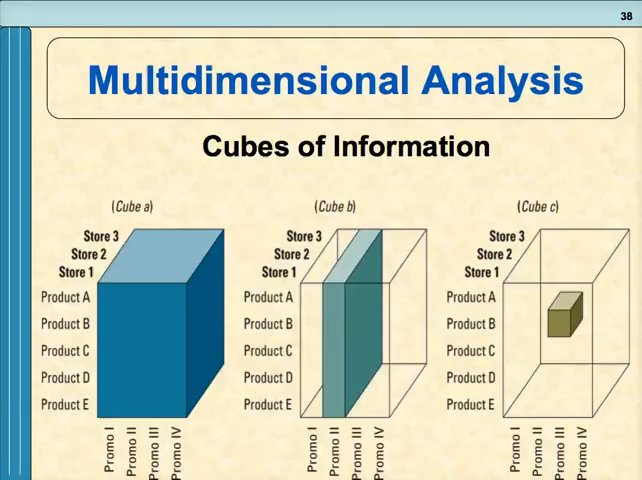 38
Multidimensional Analysis
Cubes of Information
(Cube a)
Store 3
Store 2
Store 1
Product A
Product B
Product C
Product D
Product E
Promo I
Promo II
Promo III
Promo IV
(Cube b)
Store 3
Store 2
Store 1
Product A
Product B
Product C
Product D
Product E
Promo I
Promo II
Promo III
Promo IV
(Cube c)
Store 3
Store 2
Store 1
Product A
Product B
Product C
Product D
Product E
Promo I
Promo II
Promo III
Promo IV